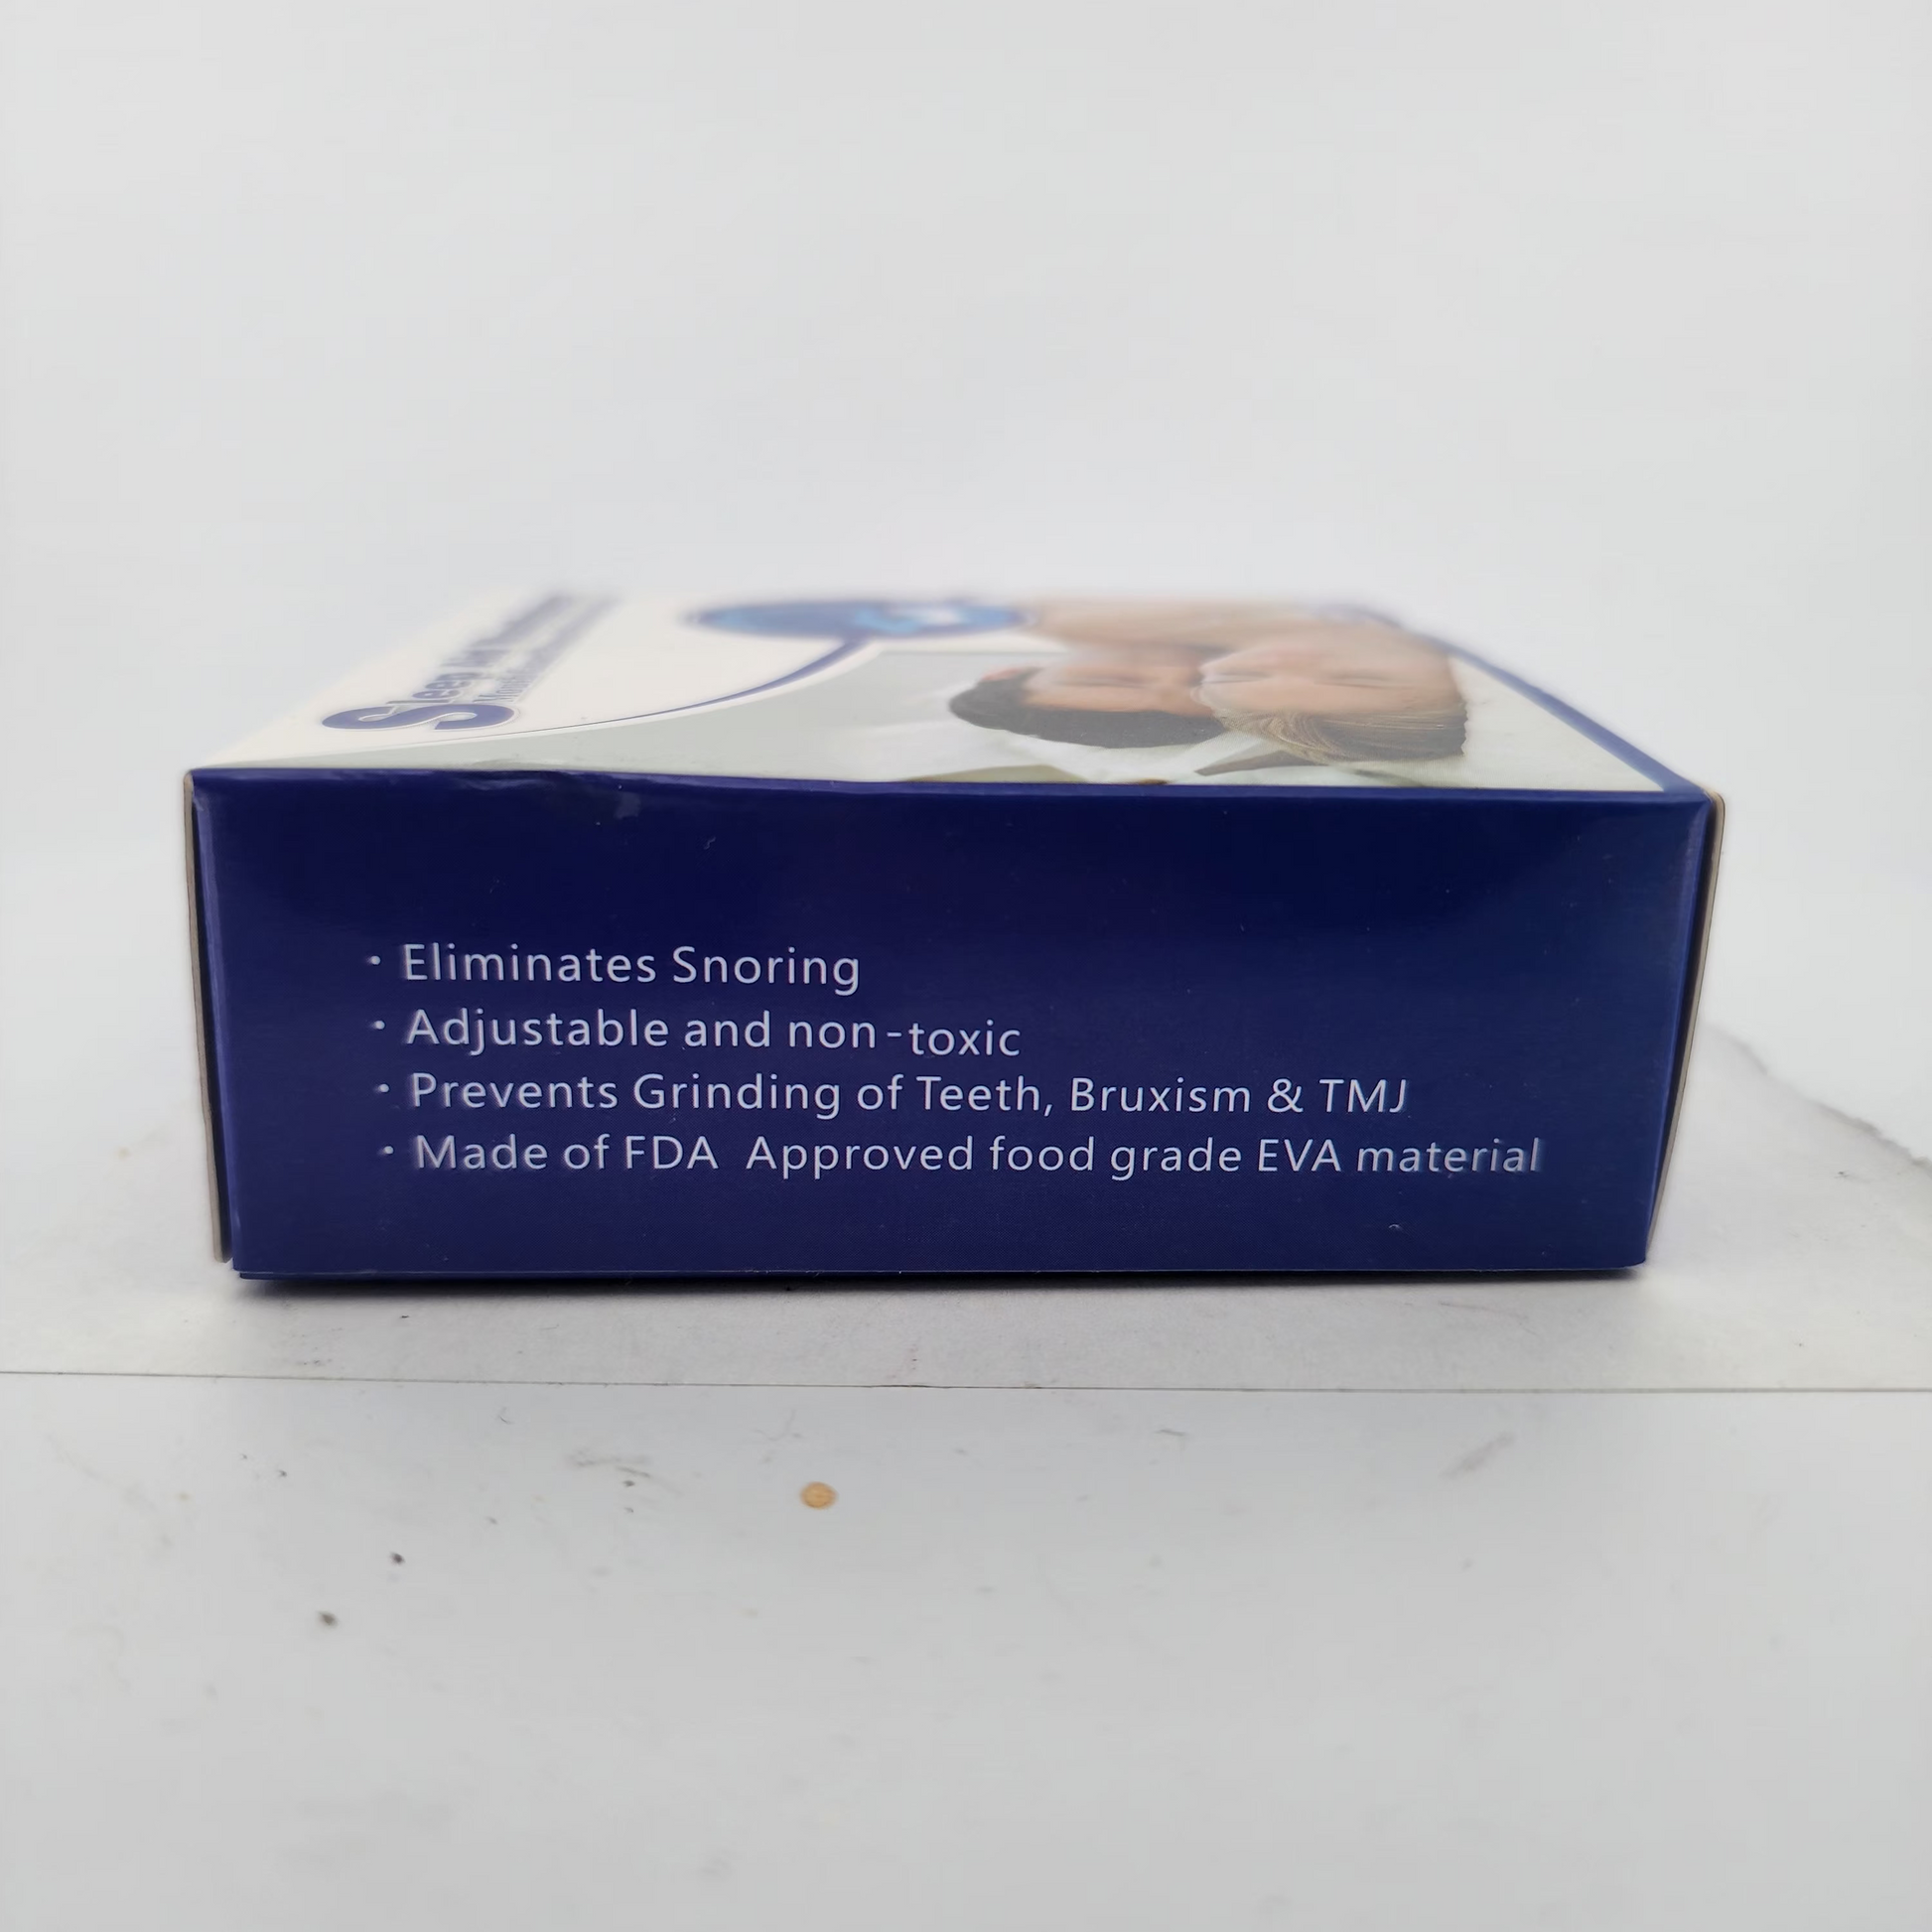 Sleep
· Eliminates Snoring
· Adjustable and non-toxic
· Prevents Grinding of Teeth, Bruxism & TMJ
· Made of FDA Approved food grade EVA material